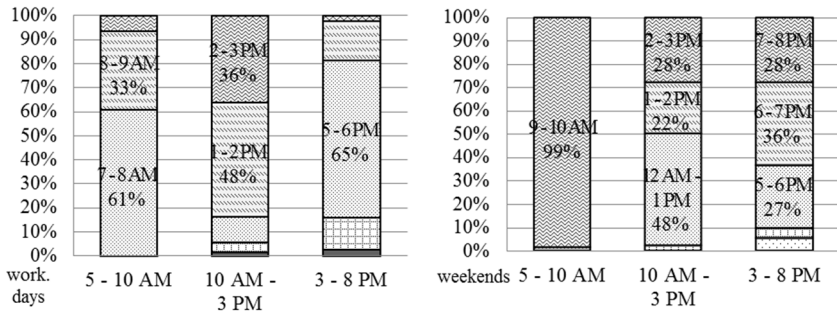 100%
90%
80%
70%
60%
50%
40%
30%
20%
10%
0%
8-9AM
33%
7-8AM
61%
2-3PM
36%
1-2PM
48%
5-6PM
65%
work.
days
5 - 10 AM
10 AM -
3 PM
3 - 8 PM
100%
90%
80%
70%
60%
50%
40%
30%
20%
10%
0%
9-10AM
99%
2-3PM
28%
1-2PM
22%
12AM -
1PM
48%
7-8PM
28%
6-7PM
36%
5-6PM
27%
weekends
5 - 10 AM
10 AM -
3 PM
3 - 8 PM